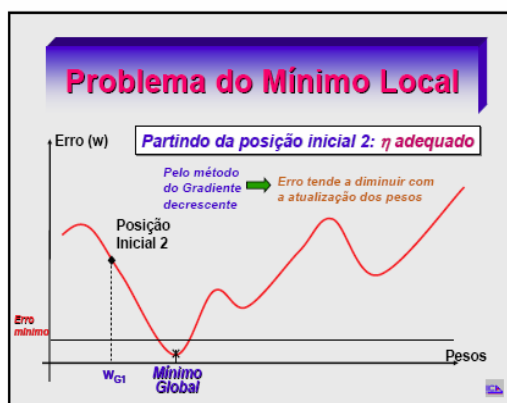 Problema do Mínimo Local
Erro (w)
Partindo da posição inicial 2: η adequado
Pelo método
do Gradiente
decrescente
Erro tende a diminuir com
a atualização dos pesos
Posição
Inicial 2
Erro
mínimo
Pesos
wG1
Mínimo
Global